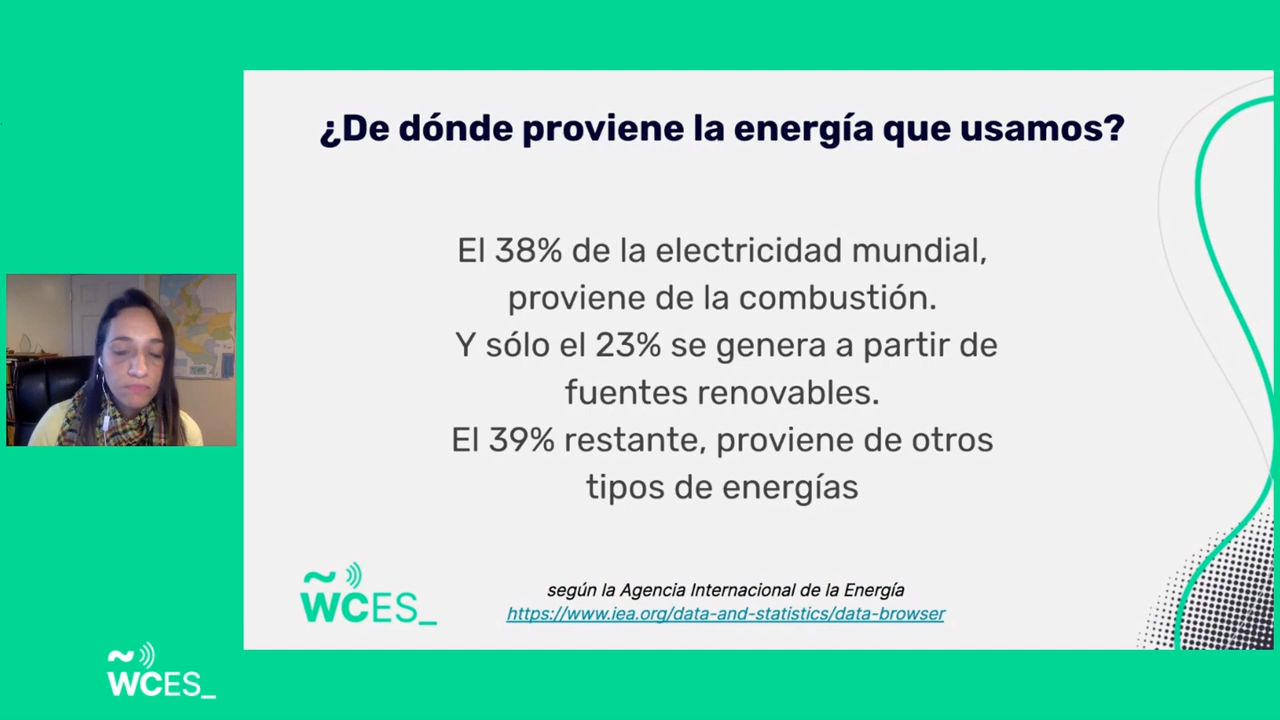 ¿De dónde proviene la energía que usamos?
El 38% de la electricidad mundial,
proviene de la combustión.
Y sólo el 23% se genera a partir de
fuentes renovables.
El 39% restante, proviene de otros
tipos de energías
según la Agencia Internacional de la Energía
https://www.iea.org/data-and-statistics/data-browser
~
WCES_
~
WCES_